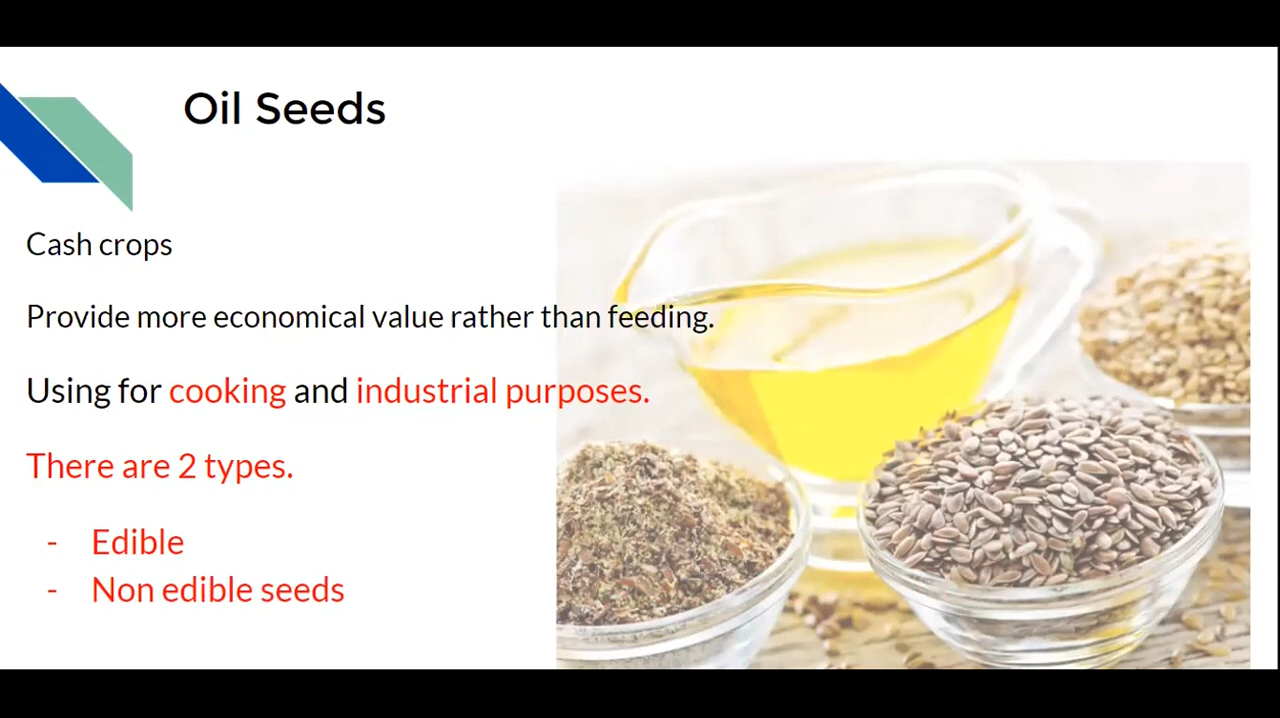 Oil Seeds
Cash crops
Provide more economical value rather than feeding.
Using for cooking and industrial purposes.
There are 2 types.
- Edible
- Non edible seeds